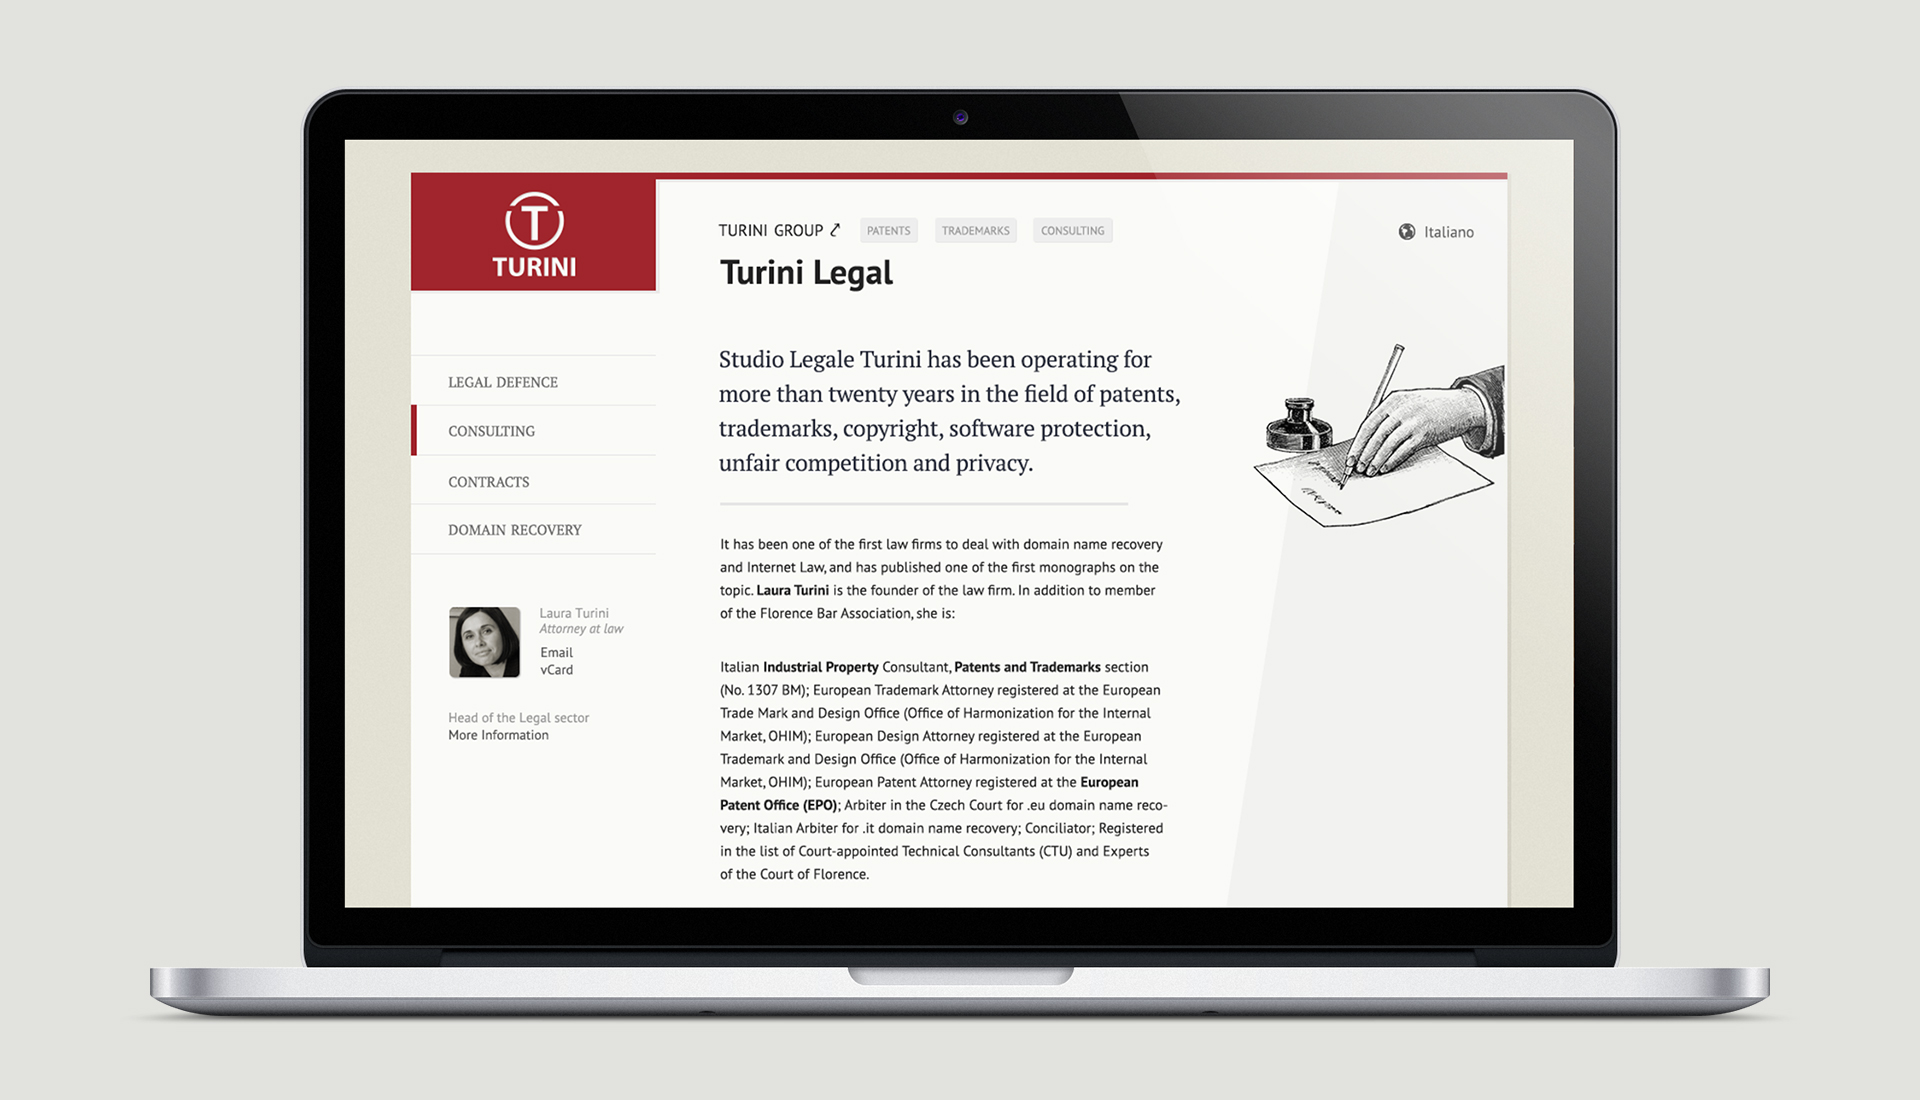 T
TURINI
TURINI GROUP
PATENTS
TRADEMARKS
CONSULTING
Italiano
Turini Legal
LEGAL DEFENCE
CONSULTING
CONTRACTS
DOMAIN RECOVERY
Laura Turini
Attorney at law
Email
vCard
Head of the Legal sector
More Information
Studio Legale Turini has been operating for
more than twenty years in the field of patents,
trademarks, copyright, software protection,
unfair competition and privacy.
It has been one of the first law firms to deal with domain name recovery
and Internet Law, and has published one of the first monographs on the
topic. Laura Turini is the founder of the law firm. In addition to member
of the Florence Bar Association, she is:
Italian Industrial Property Consultant, Patents and Trademarks section
(No. 1307 BM); European Trademark Attorney registered at the European
Trade Mark and Design Office (Office of Harmonization for the Internal
Market, OHIM); European Design Attorney registered at the European
Trademark and Design Office (Office of Harmonization for the Internal
Market, OHIM); European Patent Attorney registered at the European
Patent Office (EPO); Arbiter in the Czech Court for .eu domain name reco-
very; Italian Arbiter for .it domain name recovery; Conciliator; Registered
in the list of Court-appointed Technical Consultants (CTU) and Experts
of the Court of Florence.